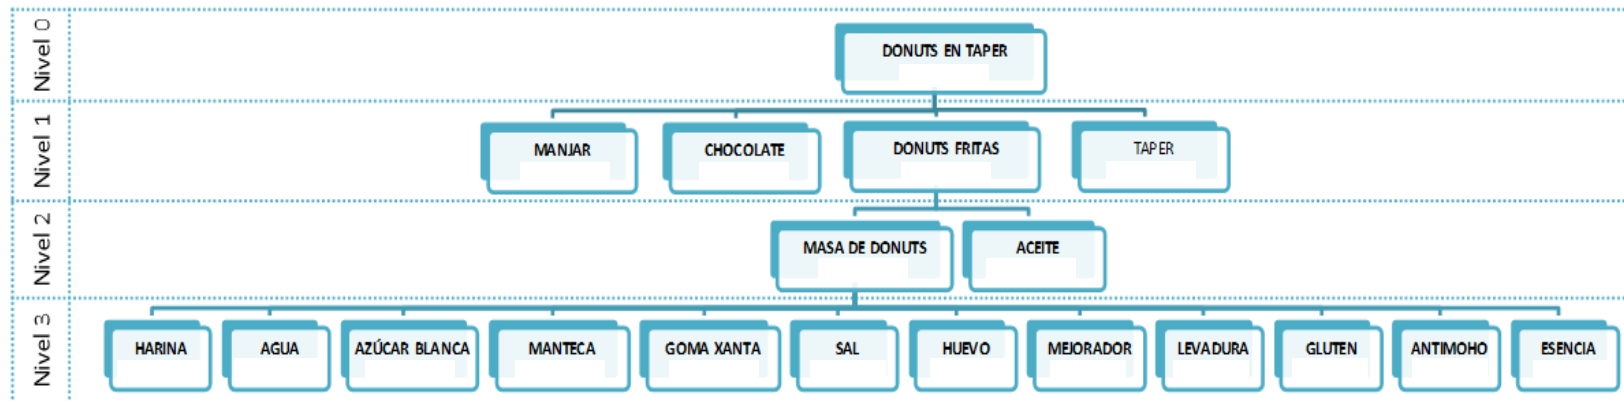 Nivel 0
DONUTS EN TAPER
Nivel 1
MANJAR
CHOCOLATE
DONUTS FRITAS
TAPER
Nivel 2
MASA DE DONUTS
ACEITE
Nivel 3
HARINA
AGUA
AZÚCAR BLANCA
MANTECA
GOMA XANTA
SAL
HUEVO
MEJORADOR
LEVADURA
GLUTEN
ANTIMOHO
ESENCIA